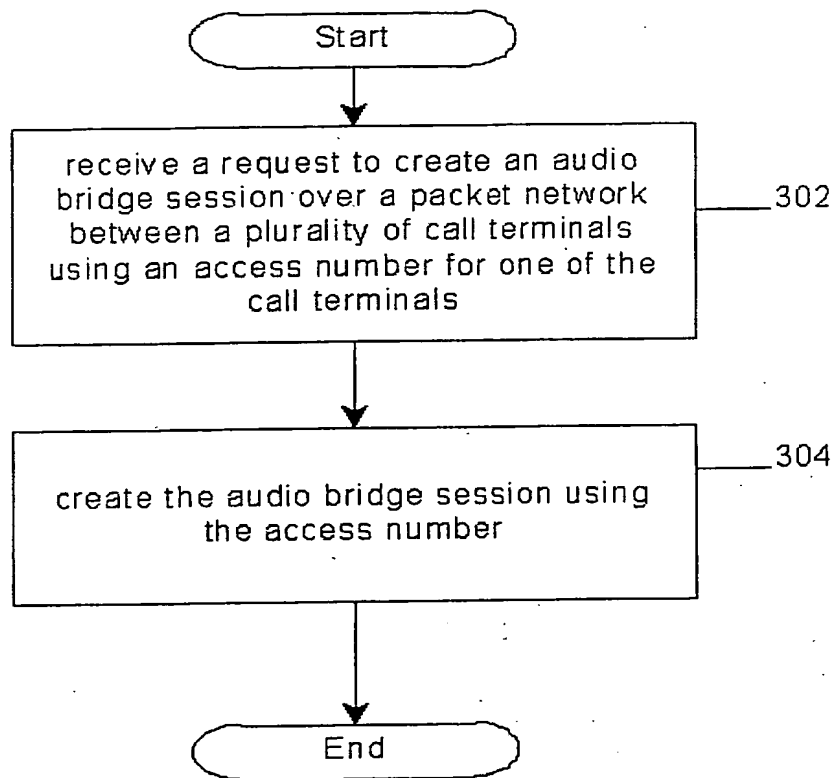 Start
receive a request to create an audio
bridge session over a packet network
between a plurality of call terminals
using an access number for one of the
call terminals
302
create the audio bridge session using
the access number
304
End